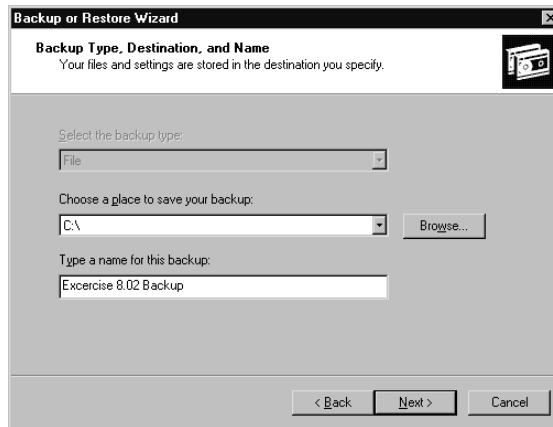 Backup or Restore Wizard
Backup Type, Destination, and Name
Your files and settings are stored in the destination you specify.
Select the backup type:
File
Choose a place to save your backup:
C:\
Browse...
Type a name for this backup:
Excercise 8.02 Backup
< Back Next > Cancel